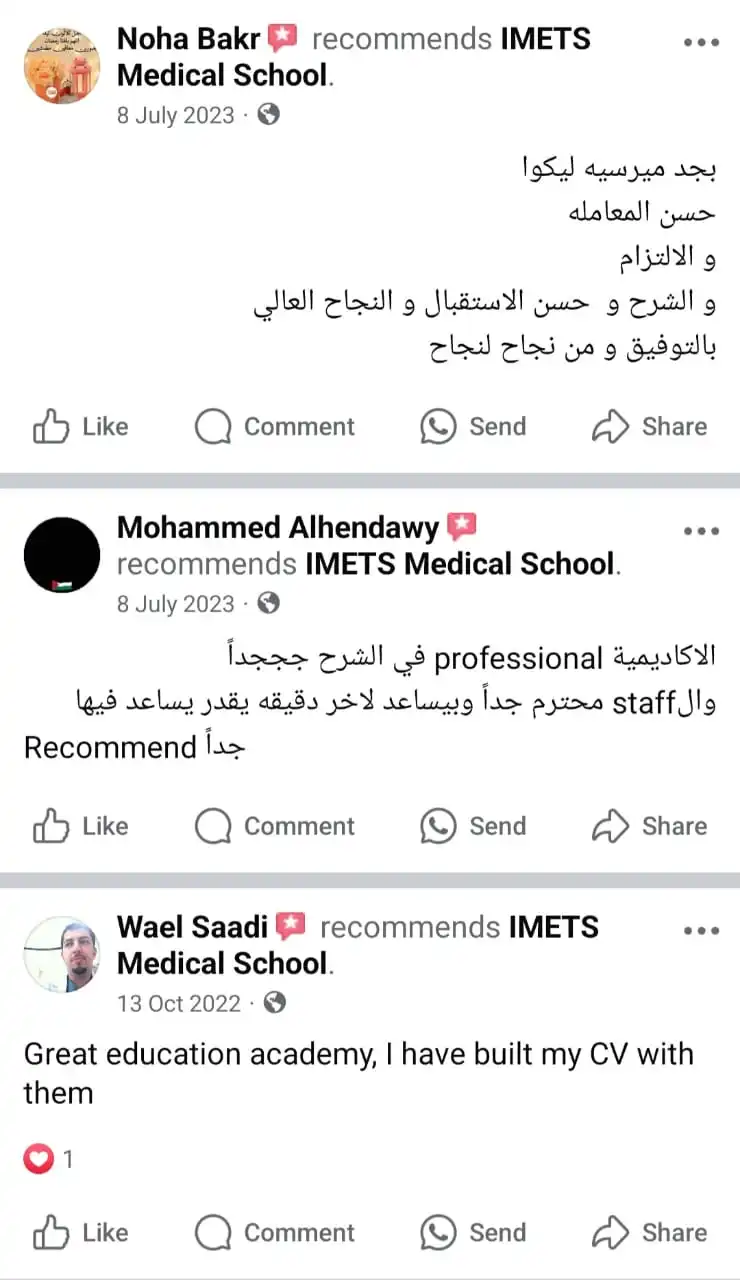 Noha Bakr recommends IMETS
Medical School.
8 July 2023 ·
بجد ميرسيه ليكوا
حسن المعامله
و الالتزام
و الشرح و حسن الاستقبال و النجاح العالي
بالتوفيق و من نجاح لنجاح
Like Comment Send Share
Mohammed Alhendawy
recommends IMETS Medical School.
8 July 2023 ·
الاكاديمية professional في الشرح جججداً
والstaff محترم جداً وبيساعد لاخر دقيقه يقدر يساعد فيها
Recommend جداً
Like Comment Send Share
Wael Saadi recommends IMETS
Medical School.
13 Oct 2022 ·
Great education academy, I have built my CV with
them
1
Like Comment Send Share